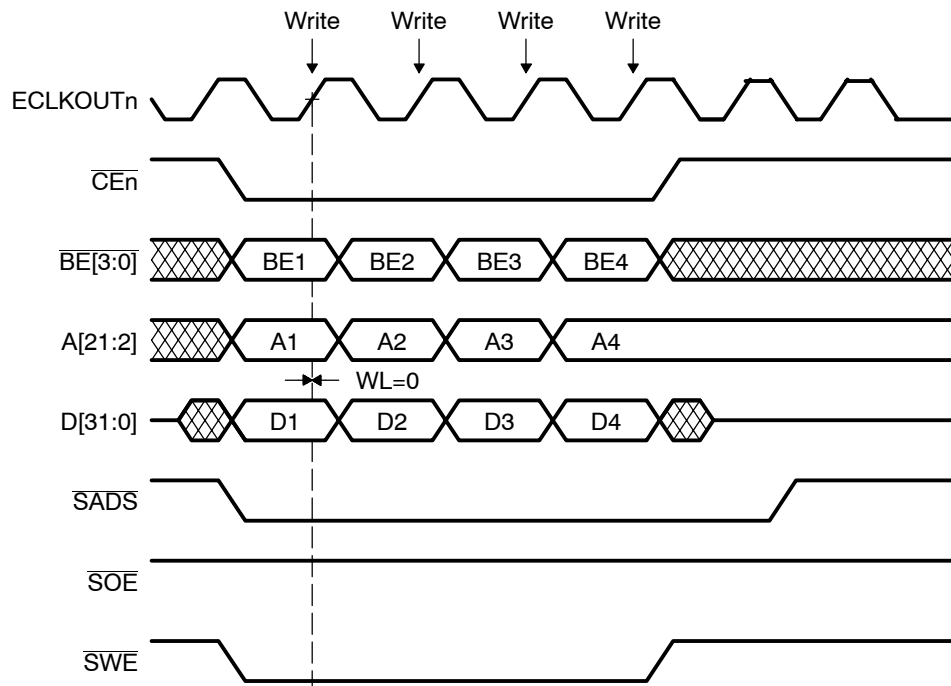 Write Write Write Write
ECLKOUTn
CEn
BE[3:0] BE1 BE2 BE3 BE4
A[21:2] A1 A2 A3 A4
WL=0
D[31:0] D1 D2 D3 D4
SADS
SOE
SWE